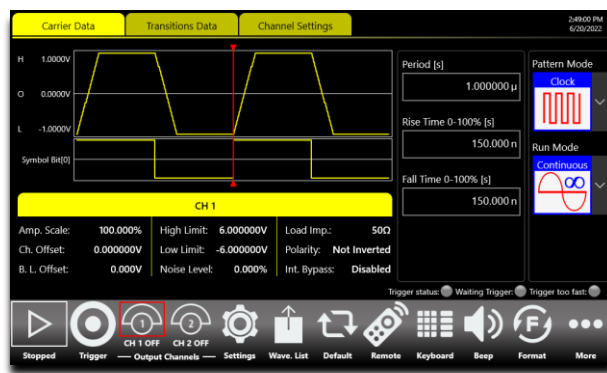 Carrier Data
Transitions Data
Channel Settings
2:49:00 PM
6/20/2022
H 1.0000V
O 0.0000V
L -1.0000V
Symbol Bit[0]
Period [s]
1.000000 µ
Rise Time 0-100% [s]
150.000 n
Fall Time 0-100% [s]
150.000 n
Pattern Mode
Clock
Run Mode
Continuous
CH 1
Amp. Scale: 100.000% High Limit: 6.000000V Load Imp.: 50Ω
Ch. Offset: 0.000000V Low Limit: -6.000000V Polarity: Not Inverted
B. L. Offset: 0.000V Noise Level: 0.000% Int. Bypass: Disabled
Trigger status: Waiting Trigger: Trigger too fast:
1 2 F
CH 1 OFF CH 2 OFF
Stopped Trigger Output Channels Settings Wave. List Default Remote Keyboard Beep Format More